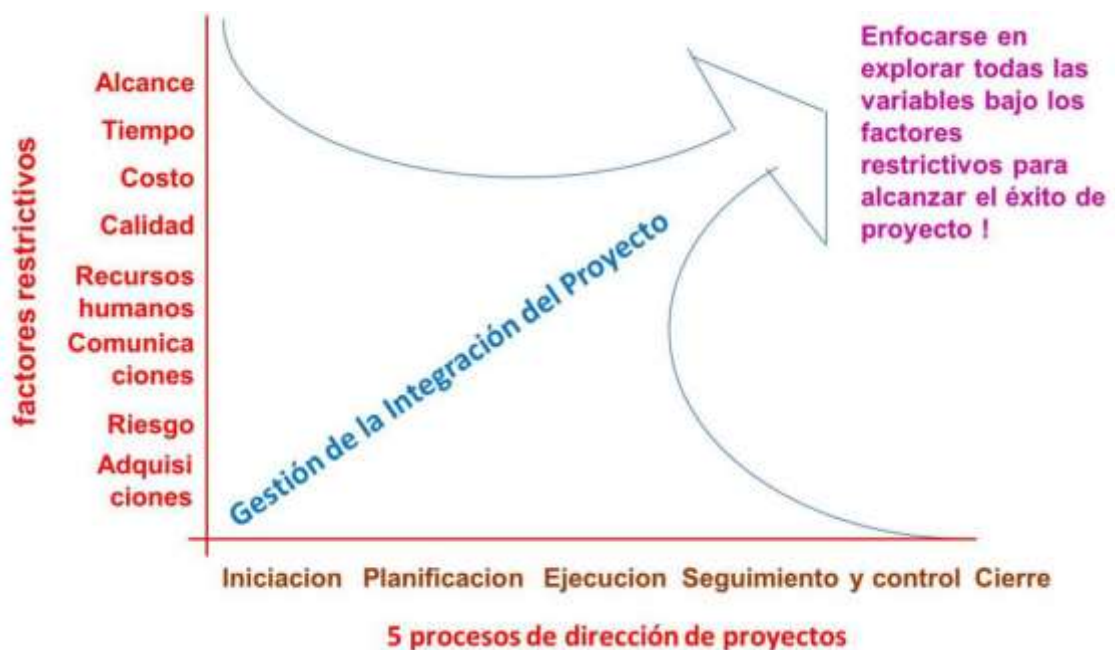 factores restrictivos
Alcance
Tiempo
Costo
Calidad
Recursos
humanos
Comunica
ciones
Riesgo
Adquisi
ciones
Gestión de la Integración del Proyecto
Enfocarse en
explorar todas las
variables bajo los
factores
restrictivos para
alcanzar el éxito de
proyecto !
Iniciacion Planificacion Ejecucion Seguimiento y control Cierre
5 procesos de dirección de proyectos